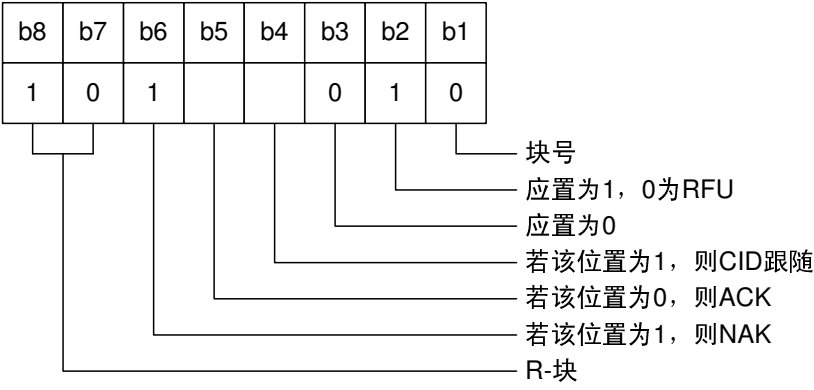 b8 b7 b6 b5 b4 b3 b2 b1
1 0 1 0 1 0
块号
应置为1，0为RFU
应置为0
若该位置为1，则CID跟随
若该位置为0，则ACK
若该位置为1，则NAK
R-块